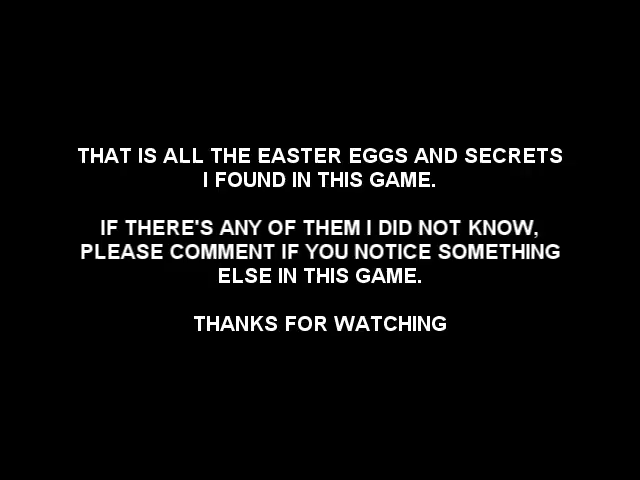 THAT IS ALL THE EASTER EGGS AND SECRETS
I FOUND IN THIS GAME.
IF THERE'S ANY OF THEM I DID NOT KNOW,
PLEASE COMMENT IF YOU NOTICE SOMETHING
ELSE IN THIS GAME.
THANKS FOR WATCHING